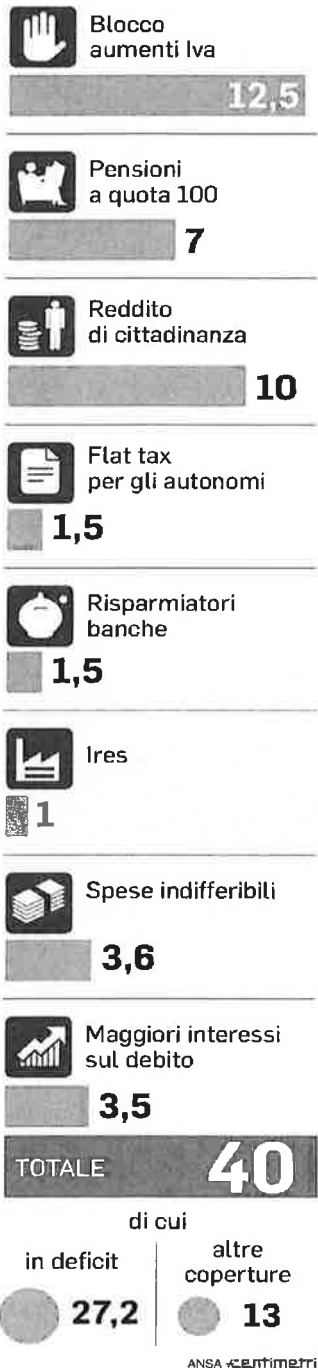 Blocco
aumenti Iva
12,5
Pensioni
a quota 100
7
Reddito
di cittadinanza
10
Flat tax
per gli autonomi
1,5
Risparmiatori
banche
1,5
Ires
1
Spese indifferibili
3,6
Maggiori interessi
sul debito
3,5
TOTALE 40
di cui
in deficit
27,2
altre
coperture
13
ANSA centimetri